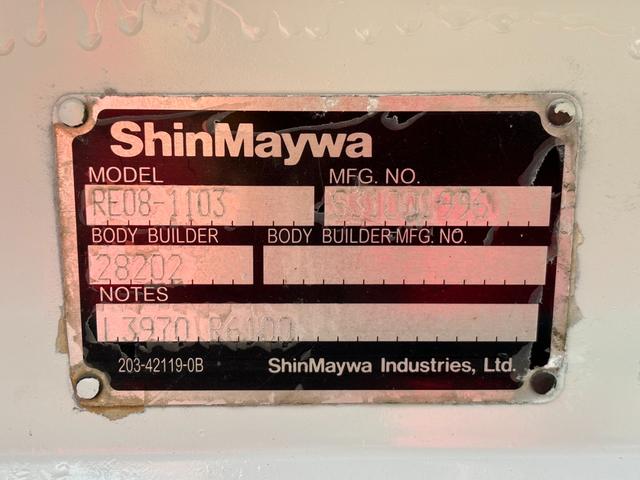 ShinMaywa
MODEL MFG. NO.
RE08-1103
BODY BUILDER BODY BUILDER MFG. NO.
28202
NOTES
L3970 R6100
203-42119-0B ShinMaywa Industries, Ltd.